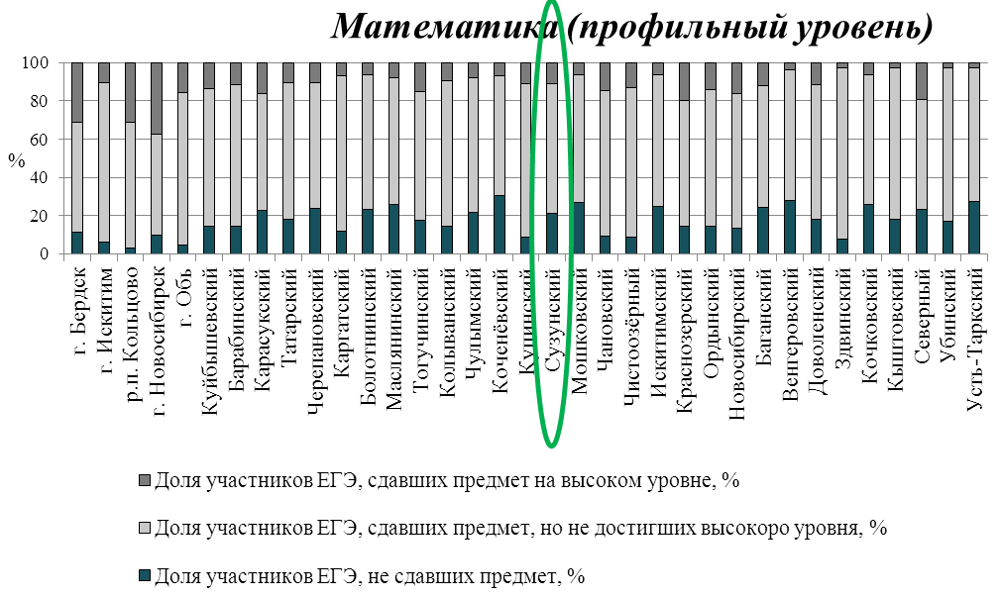 Математика (профильный уровень)
100
80
60
40
20
0
%
г. Бердск
г. Искитим
р.п. Кольцово
г. Новосибирск
г. Обь
Куйбышевский
Барабинский
Карасукский
Татарский
Черепановский
Каргатский
Болотнинский
Маслянинский
Тогучинский
Колыванский
Чулымский
Коченёвский
Купинский
Сузунский
Мошковский
Чановский
Чистоозёрный
Искитимский
Краснозерский
Ордынский
Новосибирский
Баганский
Венгеровский
Доволенский
Здвинский
Кочковский
Кыштовский
Северный
Убинский
Усть-Таркский
Доля участников ЕГЭ, сдавших предмет на высоком уровне, %
Доля участников ЕГЭ, сдавших предмет, но не достигших высокоро уровня, %
Доля участников ЕГЭ, не сдавших предмет, %